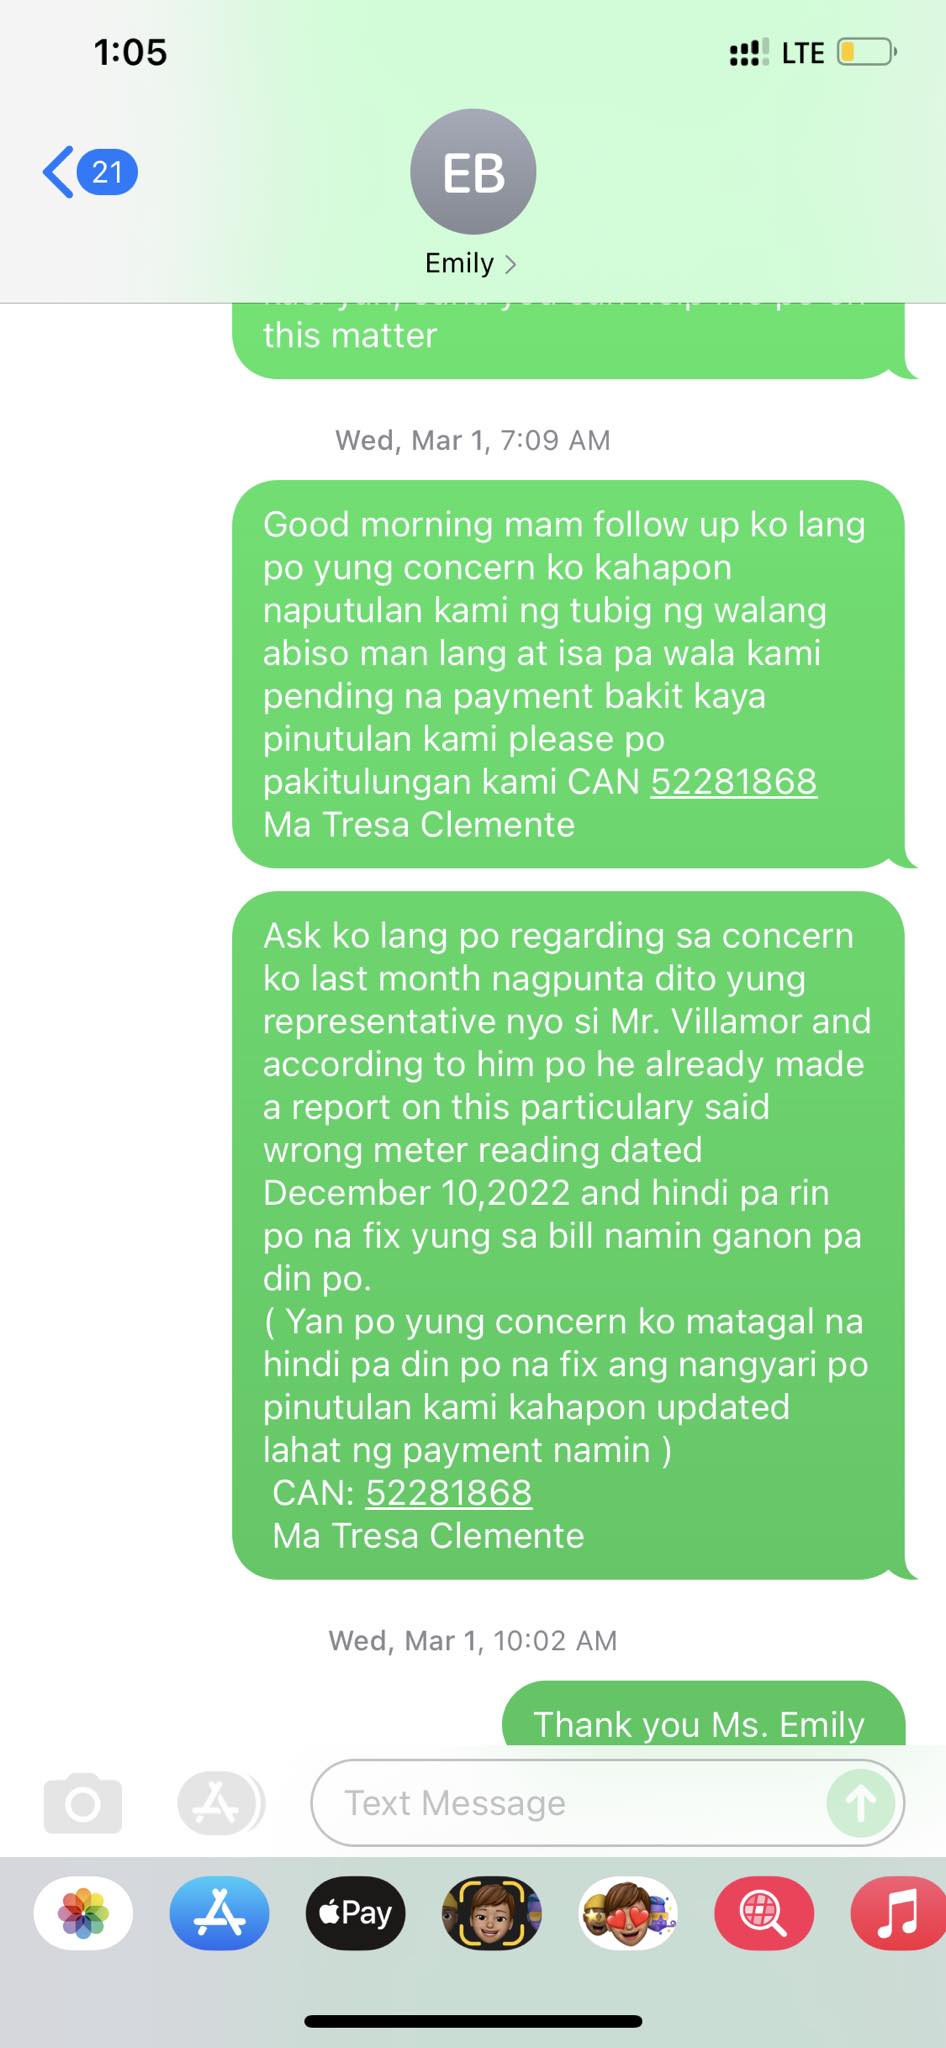 1:05
LTE
21
EB
Emily
this matter
Wed, Mar 1, 7:09 AM
Good morning mam follow up ko lang
po yung concern ko kahapon
naputulan kami ng tubig ng walang
abiso man lang at isa pa wala kami
pending na payment bakit kaya
pinutulan kami please po
pakitulungan kami CAN 52281868
Ma Tresa Clemente
Ask ko lang po regarding sa concern
ko last month nagpunta dito yung
representative nyo si Mr. Villamor and
according to him po he already made
a report on this particulary said
wrong meter reading dated
December 10,2022 and hindi pa rin
po na fix yung sa bill namin ganon pa
din po.
( Yan po yung concern ko matagal na
hindi pa din po na fix ang nangyari po
pinutulan kami kahapon updated
lahat ng payment namin )
CAN: 52281868
Ma Tresa Clemente
Wed, Mar 1, 10:02 AM
Thank you Ms. Emily
Text Message
Pay